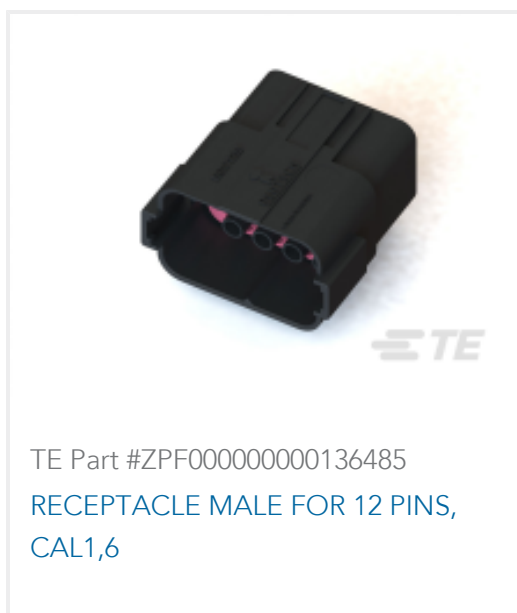 TE
TE Part #ZPF000000000136485
RECEPTACLE MALE FOR 12 PINS,
CAL1,6